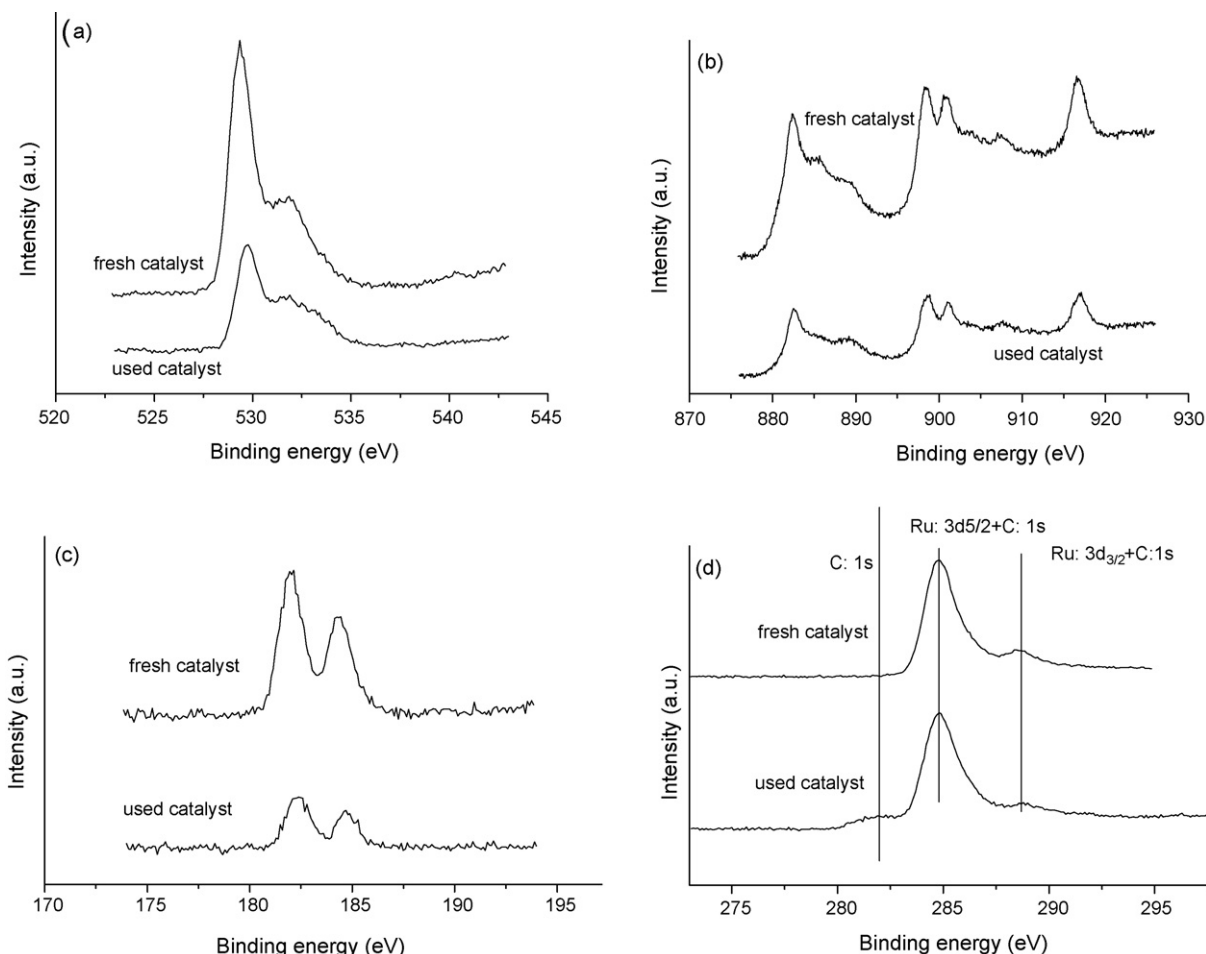 (a)
Intensity (a.u.)
fresh catalyst
used catalyst
520 525 530 535 540 545
Binding energy (eV)
(b)
Intensity (a.u.)
fresh catalyst
used catalyst
870 880 890 900 910 920 930
Binding energy (eV)
(c)
Intensity (a.u.)
fresh catalyst
used catalyst
170 175 180 185 190 195
Binding energy (eV)
Ru: 3d5/2+C: 1s
C: 1s
Ru: 3d₃/₂+C:1s
(d)
Intensity (a.u.)
fresh catalyst
used catalyst
275 280 285 290 295
Binding energy (eV)